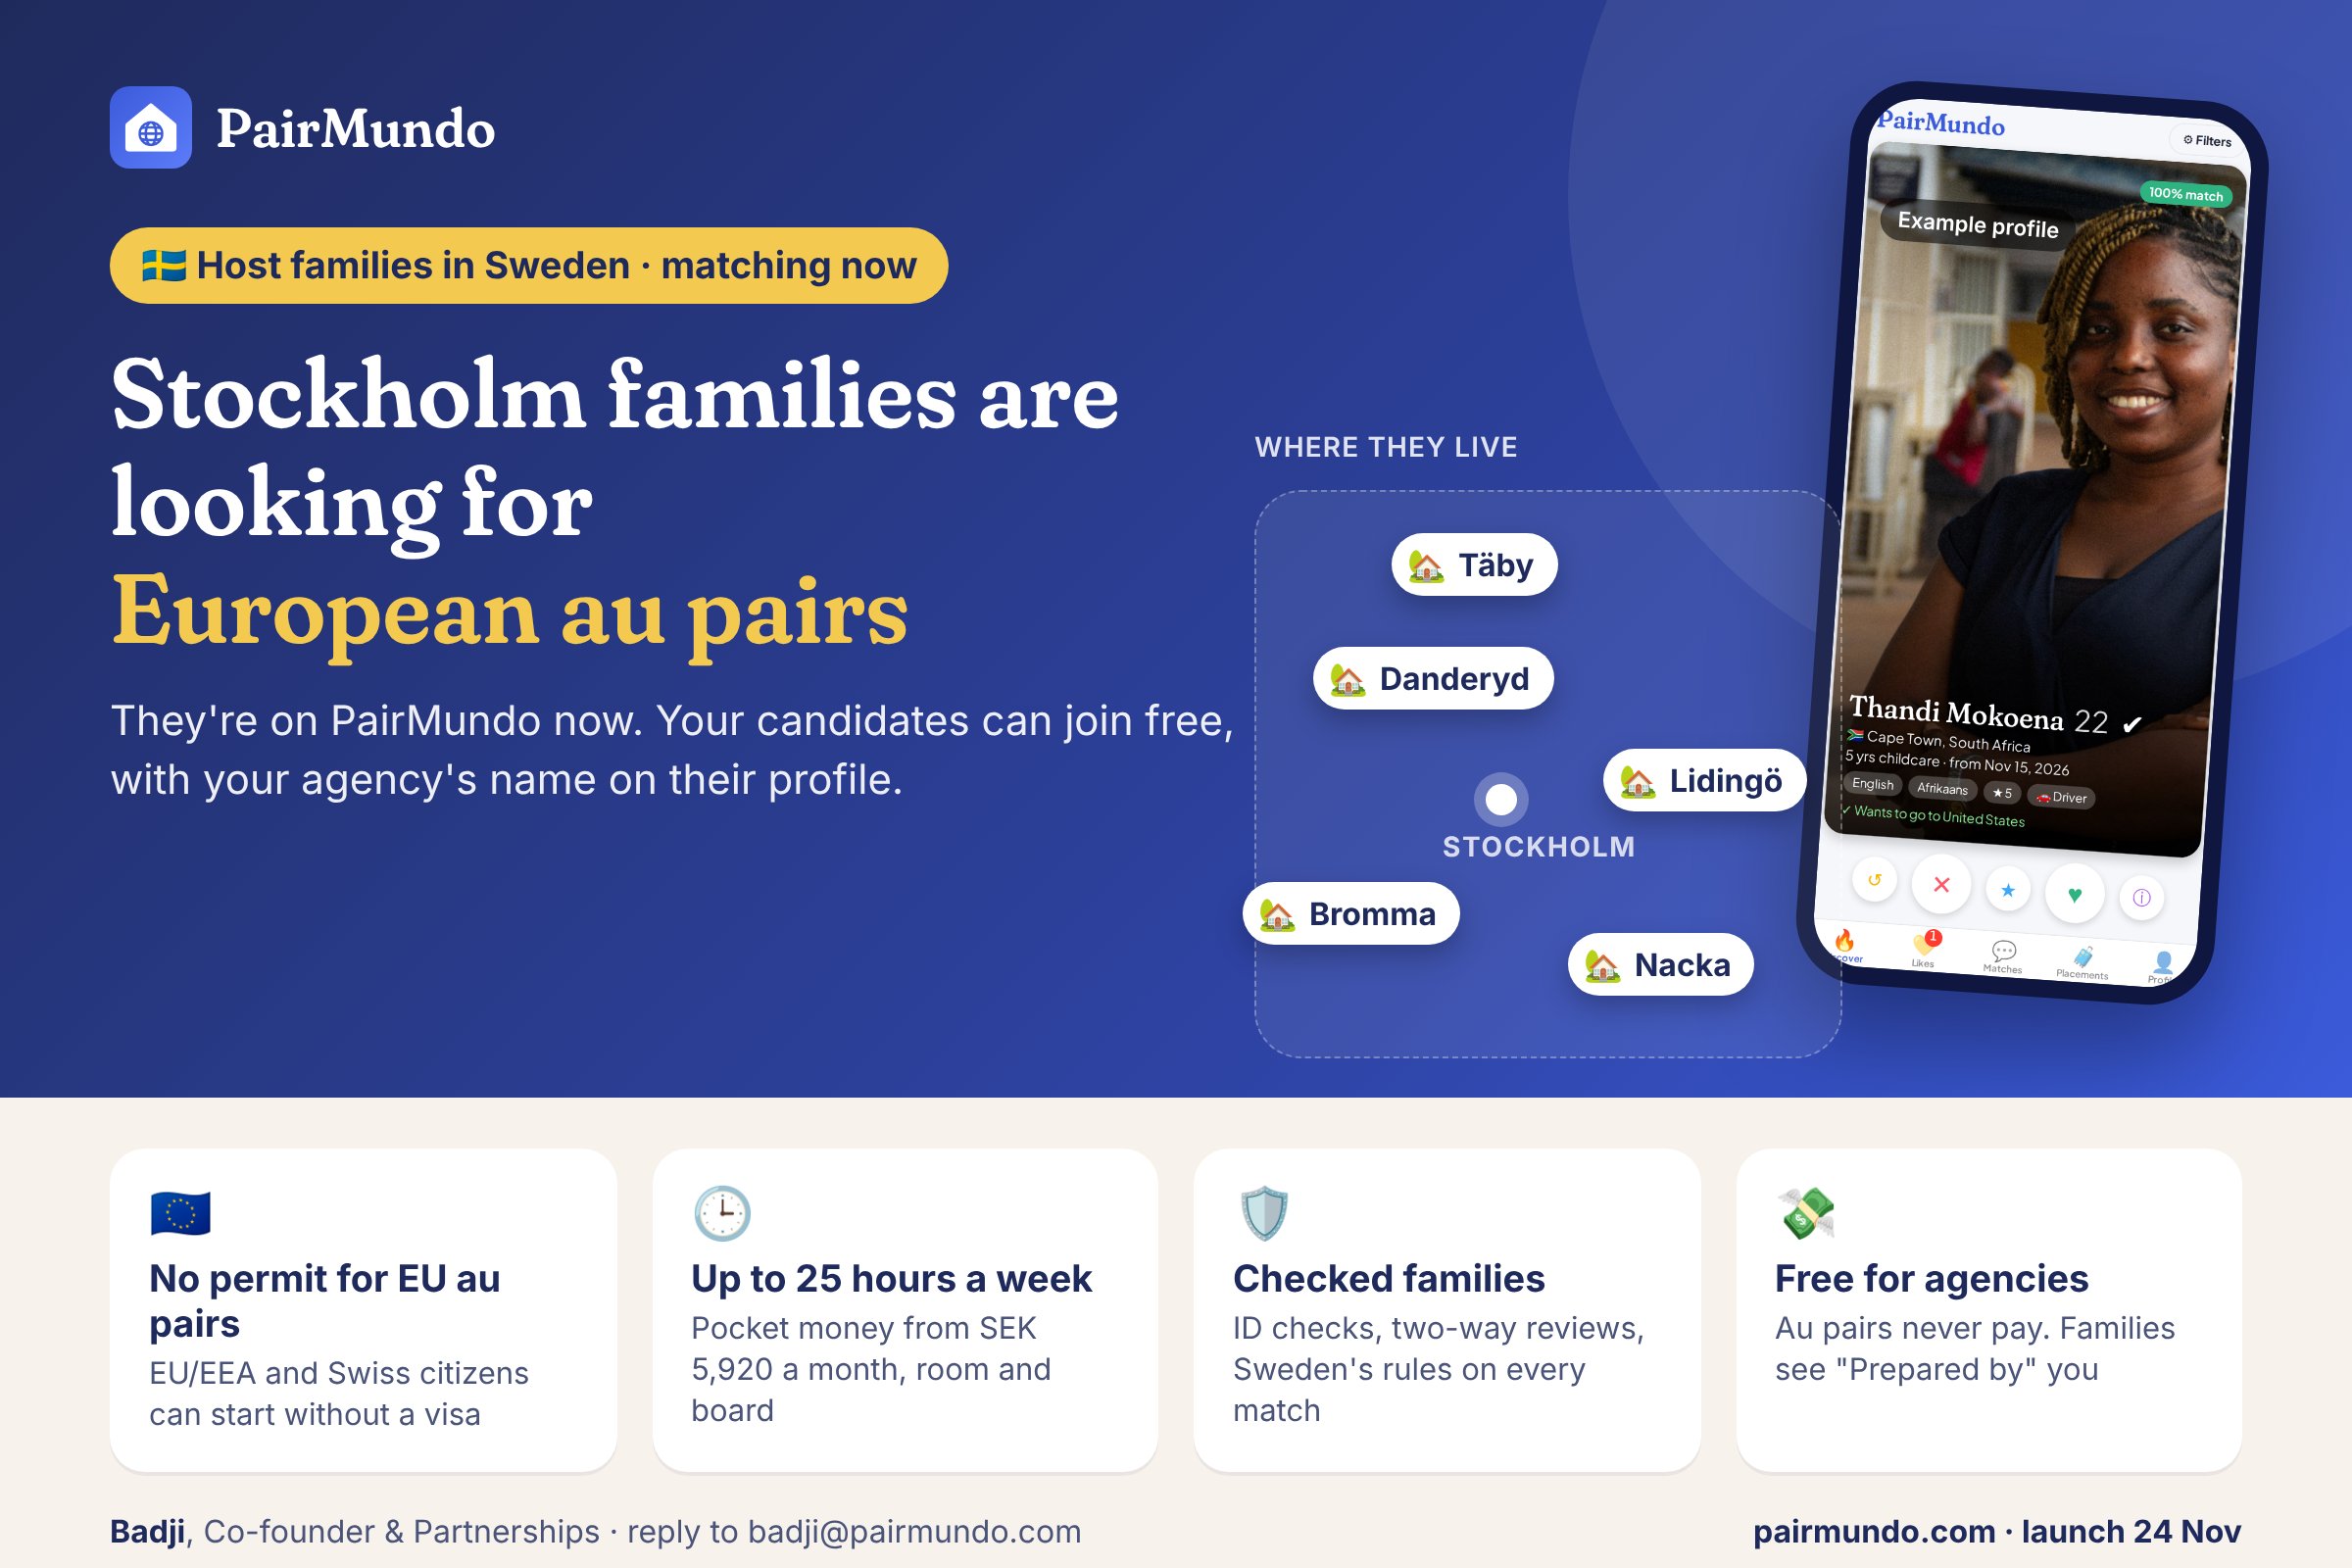 PairMundo
🇸🇪 Host families in Sweden · matching now
Stockholm families are
looking for
European au pairs
They're on PairMundo now. Your candidates can join free,
with your agency's name on their profile.
WHERE THEY LIVE
🏡 Täby
🏡 Danderyd
🏡 Lidingö
STOCKHOLM
🏡 Bromma
🏡 Nacka
PairMundo
⚙ Filters
100% match
Example profile
Thandi Mokoena 22 ✔
🇿🇦 Cape Town, South Africa
5 yrs childcare · from Nov 15, 2026
English Afrikaans ★ 5 🚗 Driver
✓ Wants to go to United States
1
Likes Matches Placements
No permit for EU au
pairs
EU/EEA and Swiss citizens
can start without a visa
Up to 25 hours a week
Pocket money from SEK
5,920 a month, room and
board
Checked families
ID checks, two-way reviews,
Sweden's rules on every
match
Free for agencies
Au pairs never pay. Families
see "Prepared by" you
Badji, Co-founder & Partnerships · reply to badji@pairmundo.com
pairmundo.com · launch 24 Nov